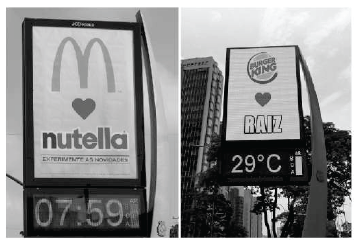 nutella
EXPERIMENTE AS NOVIDADES
07:59
BURGER
KING
RAIZ
29°C